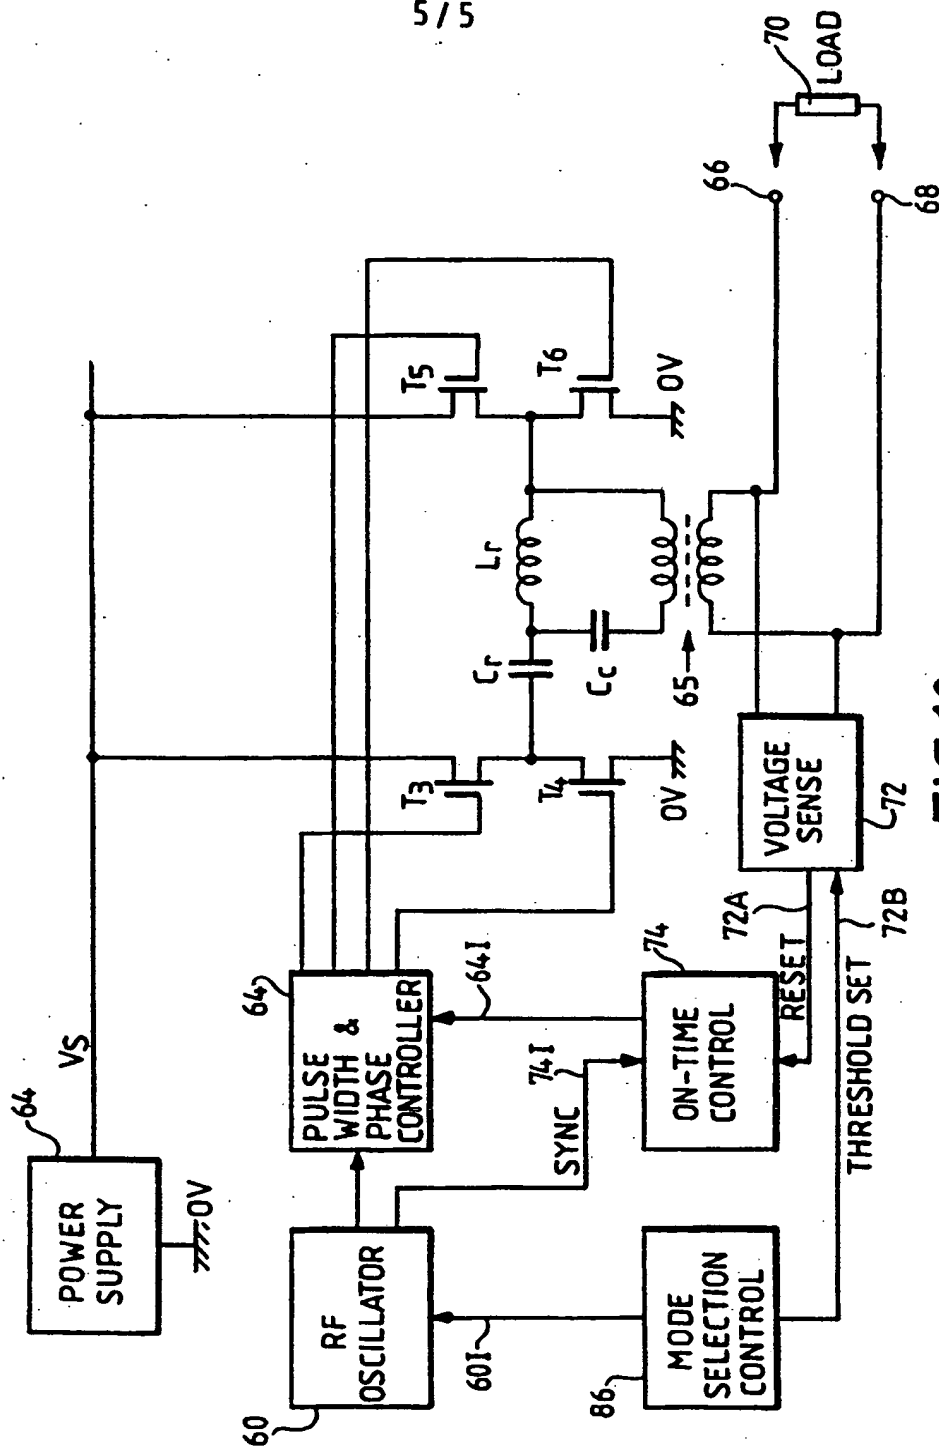 5/5
POWER
SUPPLY
64
VS
0V
RF
OSCILLATOR
60
60I
PULSE
WIDTH &
PHASE
CONTROLLER
64
64I
SYNC
74I
MODE
SELECTION
CONTROL
86
ON-TIME
CONTROL
74
RESET
72A
THRESHOLD SET
72B
VOLTAGE
SENSE
72
T3
T4
0V
Cr
Lr
Cc
65
T5
T6
0V
66
68
70
LOAD